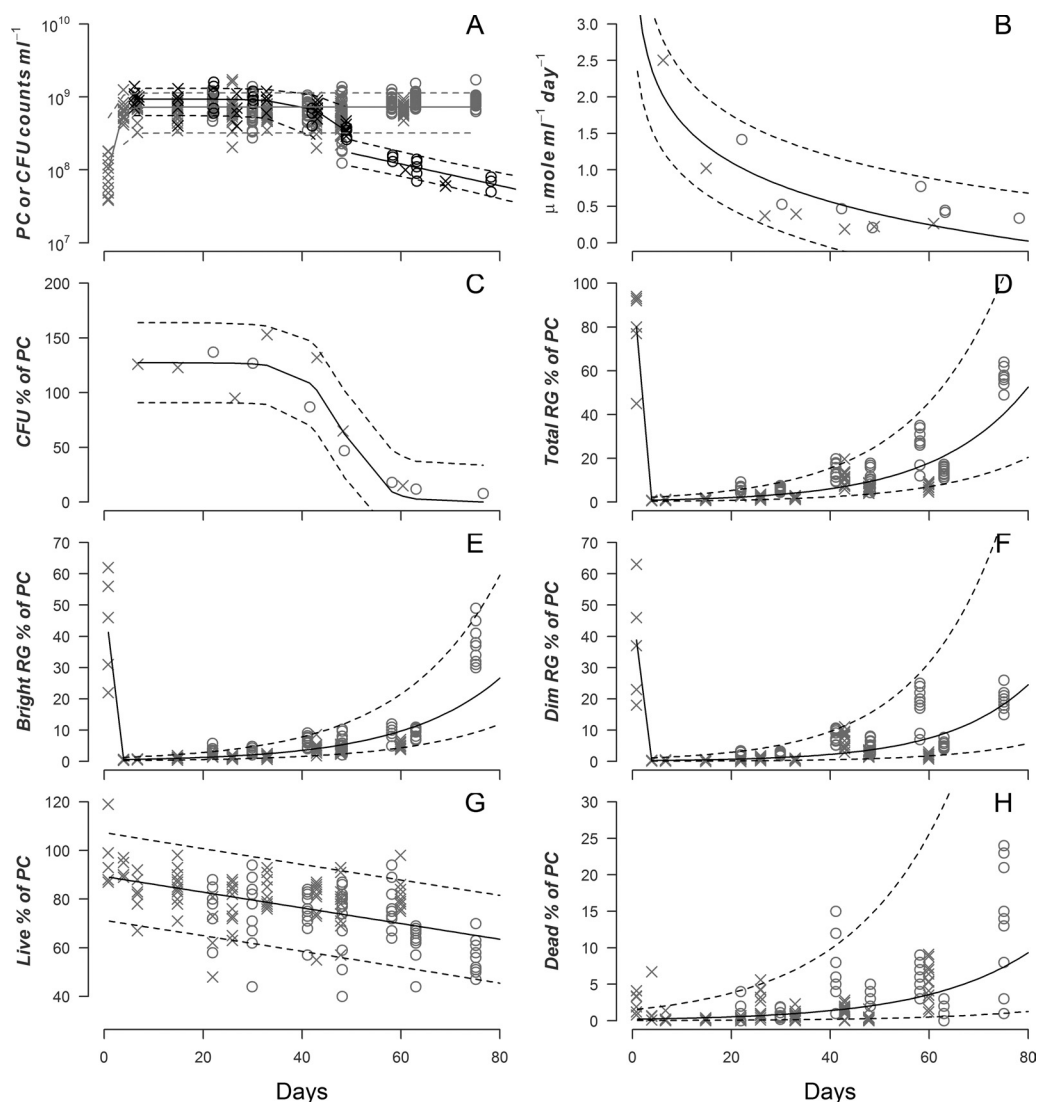 A
PC or CFU counts ml⁻¹
10¹⁰
10⁹
10⁸
10⁷
B
μ mole ml⁻¹ day⁻¹
3.0
2.5
2.0
1.5
1.0
0.5
0.0
C
CFU % of PC
200
150
100
50
0
D
Total RG % of PC
100
80
60
40
20
0
E
Bright RG % of PC
70
60
50
40
30
20
10
0
F
Dim RG % of PC
70
60
50
40
30
20
10
0
G
Live % of PC
120
100
80
60
40
0 20 40 60 80
Days
H
Dead % of PC
30
25
20
15
10
5
0
0 20 40 60 80
Days